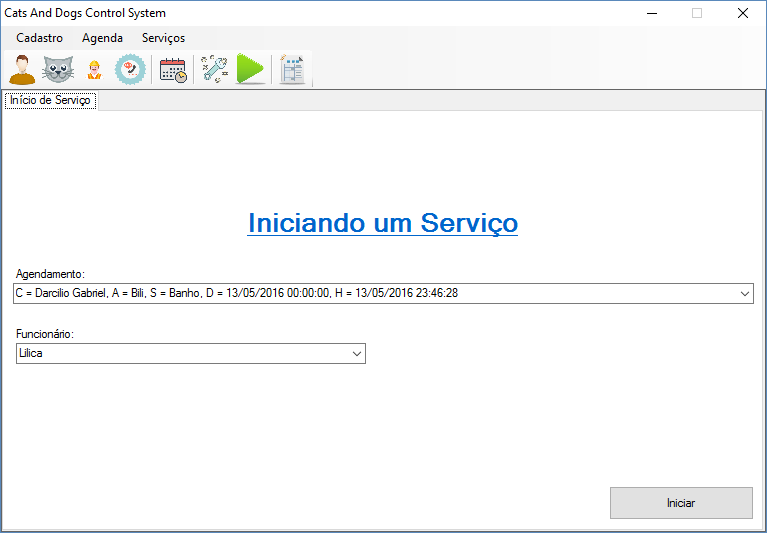 Cats And Dogs Control System
Cadastro Agenda Serviços
Início de Serviço
Iniciando um Serviço
Agendamento:
C = Darcilio Gabriel, A = Bili, S = Banho, D = 13/05/2016 00:00:00, H = 13/05/2016 23:46:28
Funcionário:
Lilica
Iniciar